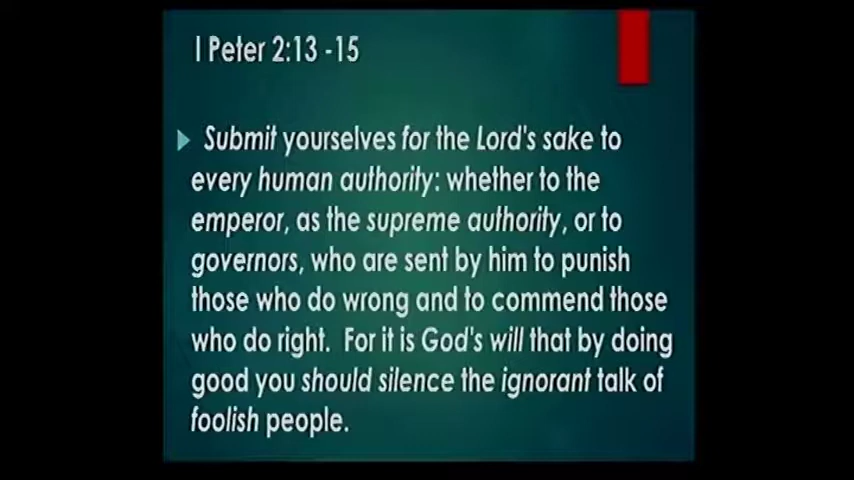 I Peter 2:13 -15
Submit yourselves for the Lord's sake to
every human authority: whether to the
emperor, as the supreme authority, or to
governors, who are sent by him to punish
those who do wrong and to commend those
who do right.  For it is God's will that by doing
good you should silence the ignorant talk of
foolish people.